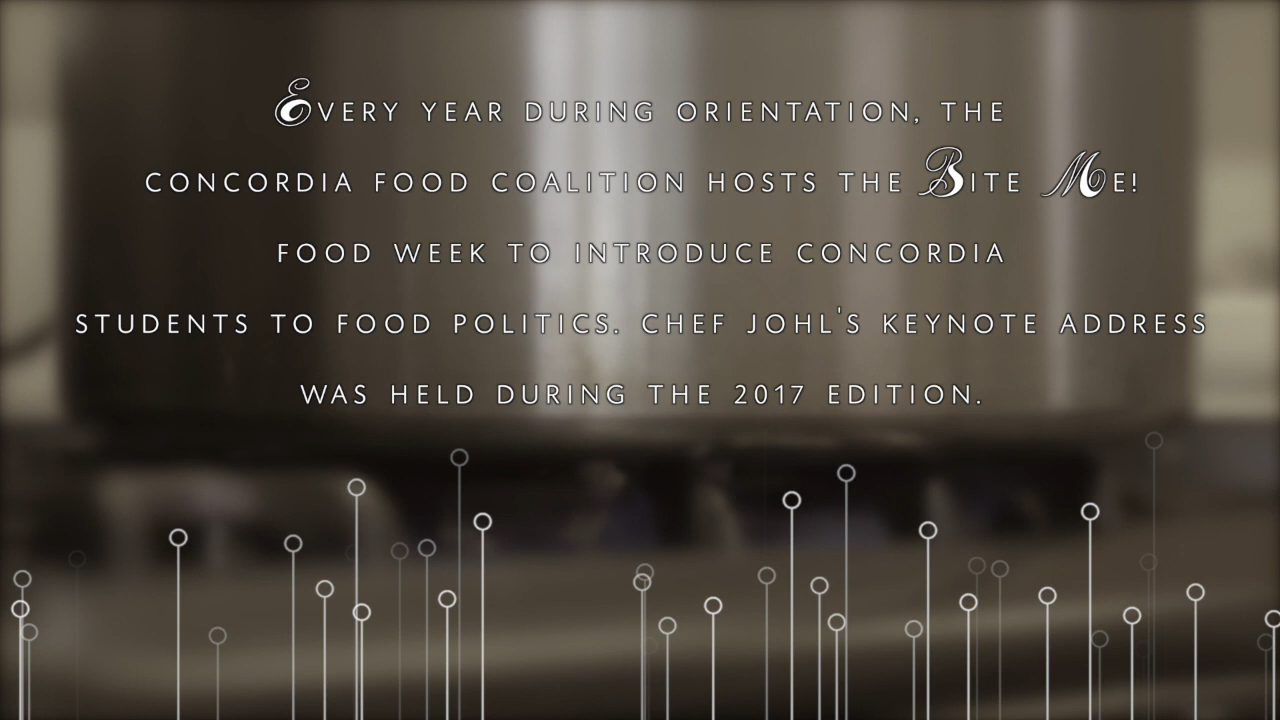 EVERY YEAR DURING ORIENTATION, THE
CONCORDIA FOOD COALITION HOSTS THE BITE ME!
FOOD WEEK TO INTRODUCE CONCORDIA
STUDENTS TO FOOD POLITICS. CHEF JOHL'S KEYNOTE ADDRESS
WAS HELD DURING THE 2017 EDITION.